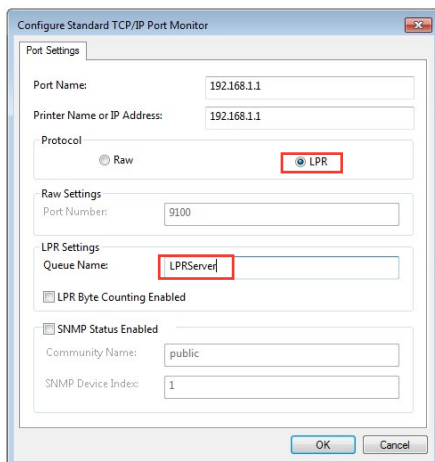 Configure Standard TCP/IP Port Monitor
Port Settings
Port Name: 192.168.1.1
Printer Name or IP Address: 192.168.1.1
Protocol
Raw LPR
Raw Settings
Port Number: 9100
LPR Settings
Queue Name: LPRServer
LPR Byte Counting Enabled
SNMP Status Enabled
Community Name: public
SNMP Device Index: 1
OK Cancel